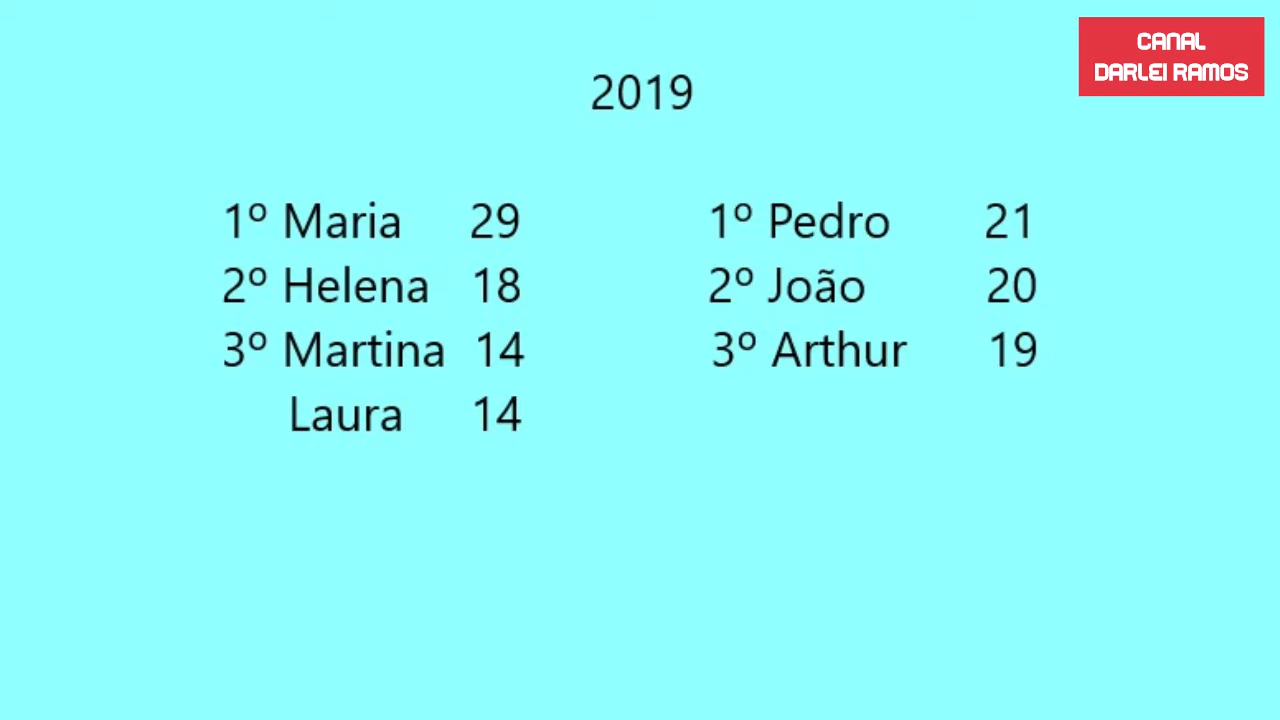 CANAL
DARLEI RAMOS
2019
1º Maria 29
2º Helena 18
3º Martina 14
Laura 14
1º Pedro 21
2º João 20
3º Arthur 19